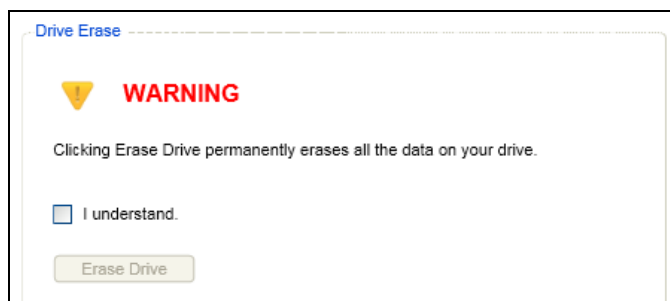 Drive Erase
WARNING
Clicking Erase Drive permanently erases all the data on your drive.
I understand.
Erase Drive